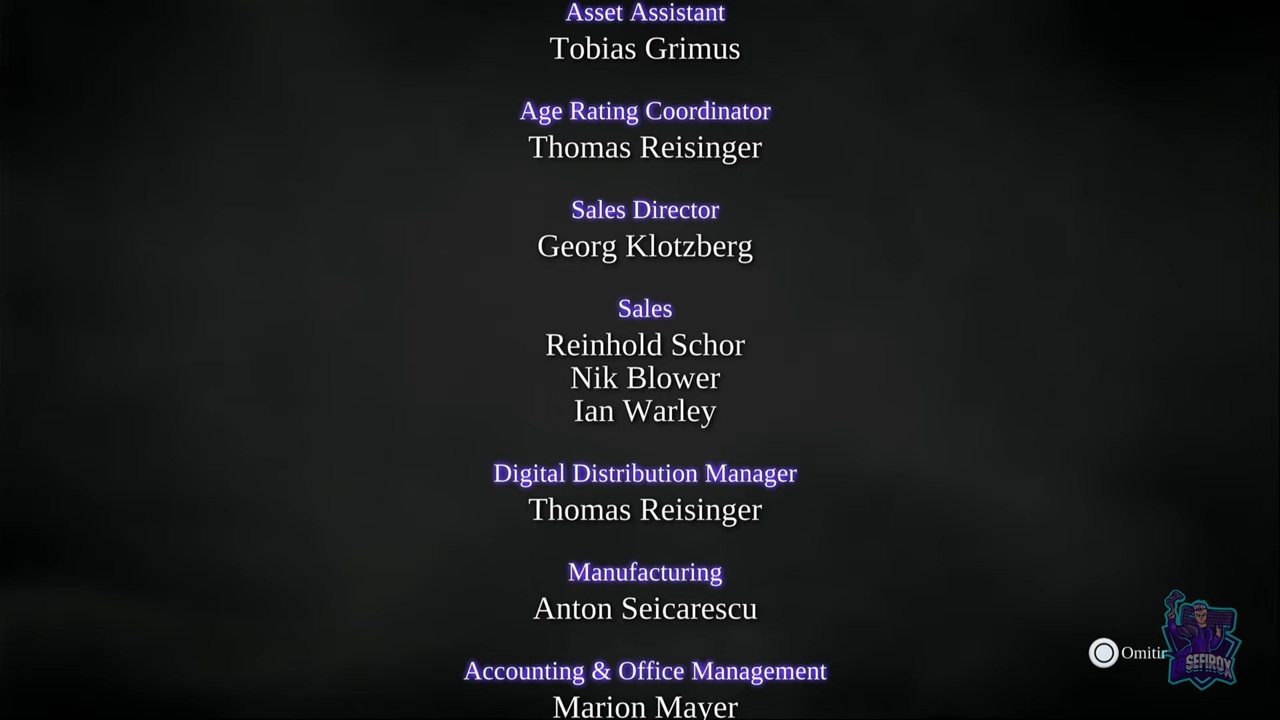 Asset Assistant
Tobias Grimus
Age Rating Coordinator
Thomas Reisinger
Sales Director
Georg Klotzberg
Sales
Reinhold Schor
Nik Blower
Ian Warley
Digital Distribution Manager
Thomas Reisinger
Manufacturing
Anton Seicarescu
Accounting & Office Management
Marion Mayer
Omitir
SEFIROX